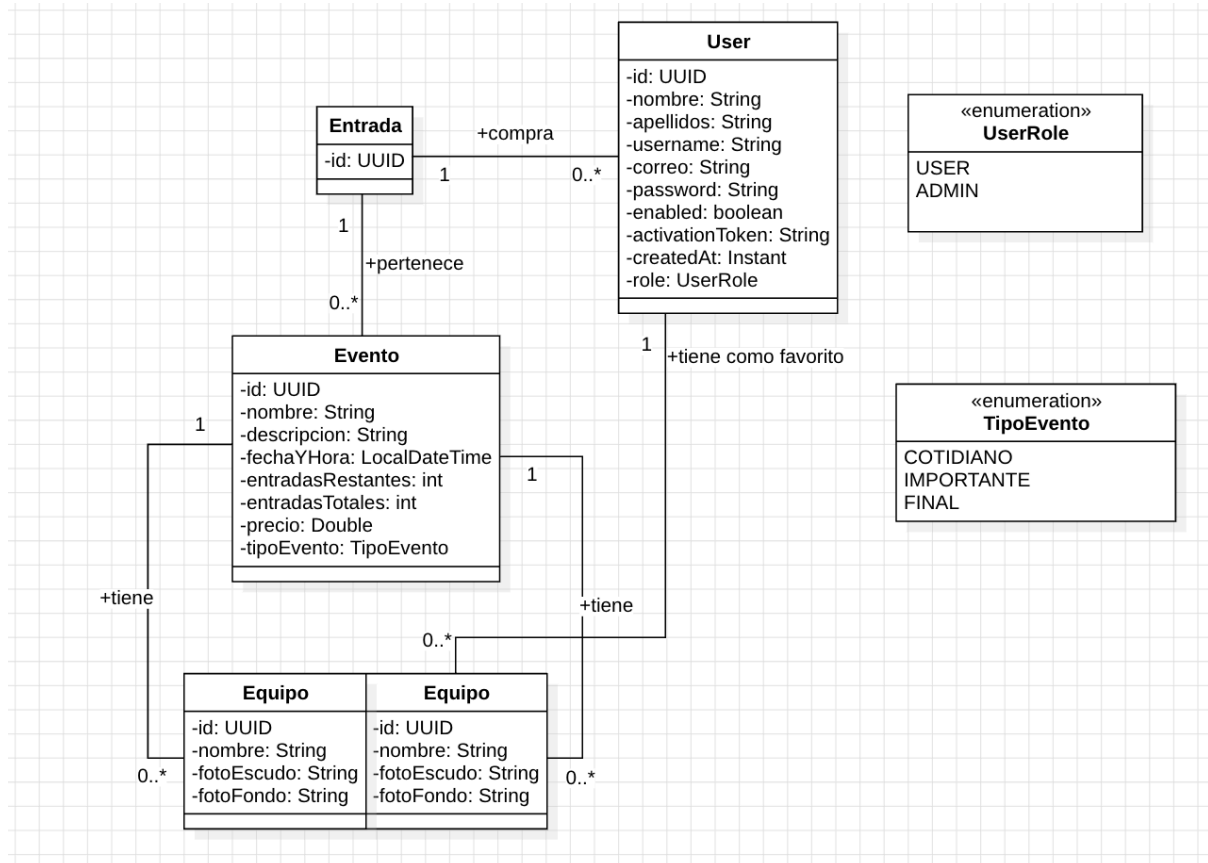 User
-id: UUID
-nombre: String
-apellidos: String
-username: String
-correo: String
-password: String
-enabled: boolean
-activationToken: String
-createdAt: Instant
-role: UserRole
«enumeration»
UserRole
USER
ADMIN
Entrada
-id: UUID
+compra
1
0..*
1
+pertenece
0..*
Evento
-id: UUID
-nombre: String
-descripcion: String
-fechaYHora: LocalDateTime
-entradasRestantes: int
-entradasTotales: int
-precio: Double
-tipoEvento: TipoEvento
1
+tiene como favorito
«enumeration»
TipoEvento
COTIDIANO
IMPORTANTE
FINAL
1
1
+tiene
+tiene
0..*
Equipo
-id: UUID
-nombre: String
-fotoEscudo: String
-fotoFondo: String
Equipo
-id: UUID
-nombre: String
-fotoEscudo: String
-fotoFondo: String
0..*
0..*